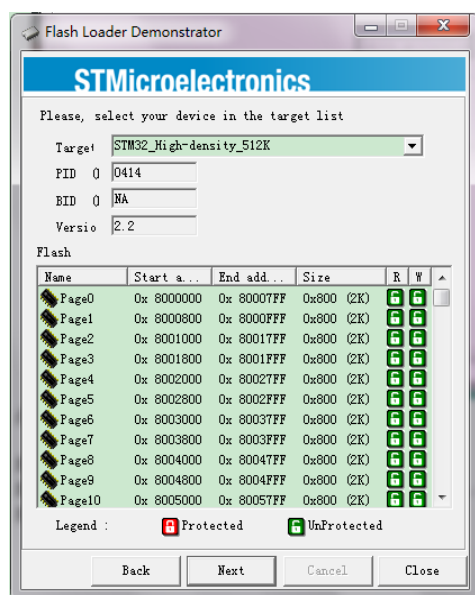 Flash Loader Demonstrator
STMicroelectronics
Please, select your device in the target list
Target STM32_High-density_512K
PID () 0414
BID () NA
Versio 2.2
Flash
Name Start a... End add... Size R W
Page0 0x 8000000 0x 80007FF 0x800 (2K)
Page1 0x 8000800 0x 8000FFF 0x800 (2K)
Page2 0x 8001000 0x 80017FF 0x800 (2K)
Page3 0x 8001800 0x 8001FFF 0x800 (2K)
Page4 0x 8002000 0x 80027FF 0x800 (2K)
Page5 0x 8002800 0x 8002FFF 0x800 (2K)
Page6 0x 8003000 0x 80037FF 0x800 (2K)
Page7 0x 8003800 0x 8003FFF 0x800 (2K)
Page8 0x 8004000 0x 80047FF 0x800 (2K)
Page9 0x 8004800 0x 8004FFF 0x800 (2K)
Page10 0x 8005000 0x 80057FF 0x800 (2K)
Legend : Protected UnProtected
Back Next Cancel Close